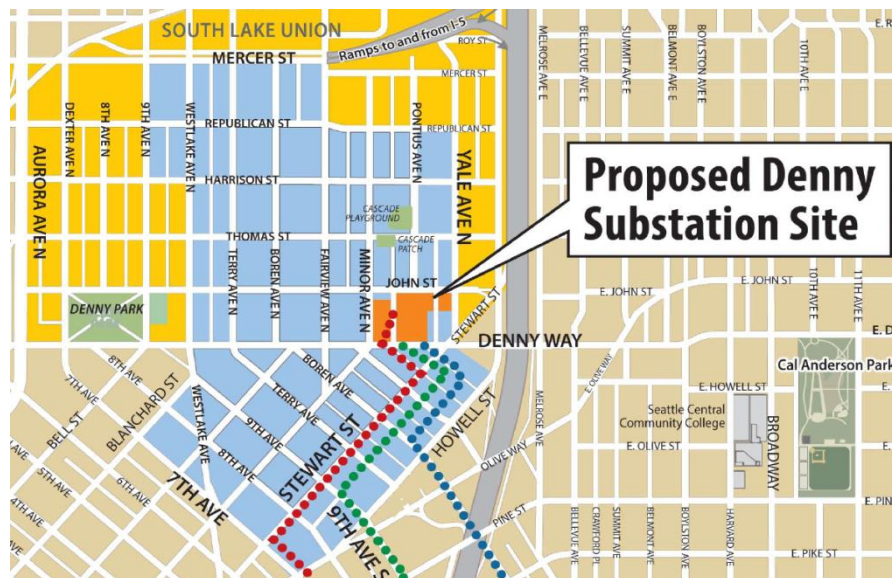 SOUTH LAKE UNION
MERCER ST
Ramps to and from I-5
ROY ST
MERCER ST
REPUBLICAN ST
REPUBLICAN ST
HARRISON ST
THOMAS ST
JOHN ST
AURORA AVE N
DEXTER AVE N
8TH AVE N
9TH AVE N
WESTLAKE AVE N
TERRY AVE N
BOREN AVE N
FAIRVIEW AVE N
MINOR AVE N
PONTIUS AVE N
YALE AVE N
CASCADE
PLAYGROUND
CASCADE
PATCH
DENNY PARK
MELROSE AVE E
BELLEVUE AVE E
SUMMIT AVE E
BELMONT AVE E
BOYLSTON AVE E
10TH AVE E
E. R
Proposed Denny
Substation Site
E. JOHN ST
E. JOHN ST
10TH AVE E
11TH AVE E
STEWART ST
DENNY WAY
E. D
E. OLIVE WAY
Cal Anderson Park
E. HOWELL ST
E.
Seattle Central
Community College
E. OLIVE ST
E.
BROADWAY
MELROSE AVE
8TH AVE
7TH AVE
BELL ST
BLANCHARD ST
5TH AVE
6TH AVE
4TH AVE
WESTLAKE AVE
7TH AVE
8TH AVE
9TH AVE
TERRY AVE
BOREN AVE
STEWART ST
HOWELL ST
OLIVE WAY
9TH AVE S
PINE ST
E. PIN
BELLEVUE AVE
CRAWFORD PL
SUMMIT AVE
BELMONT AVE
BOYLSTON AVE
HARVARD AVE
E. PIKE ST